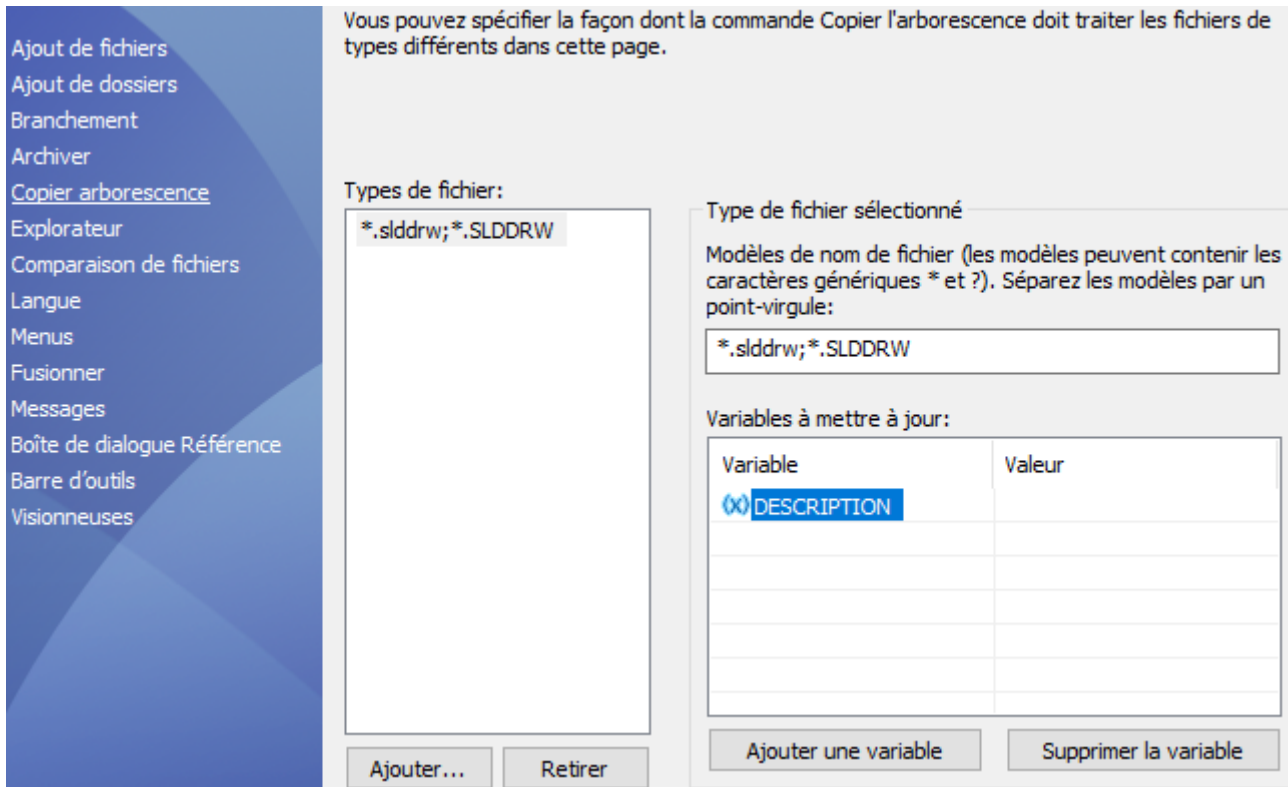 Ajout de fichiers
Ajout de dossiers
Branchement
Archiver
Copier arborescence
Explorateur
Comparaison de fichiers
Langue
Menus
Fusionner
Messages
Boîte de dialogue Référence
Barre d’outils
Visionneuses
Vous pouvez spécifier la façon dont la commande Copier l'arborescence doit traiter les fichiers de
types différents dans cette page.
Types de fichier:
*.slddrw;*.SLDDRW
Ajouter...
Retirer
Type de fichier sélectionné
Modèles de nom de fichier (les modèles peuvent contenir les
caractères génériques * et ?). Séparez les modèles par un
point-virgule:
*.slddrw;*.SLDDRW
Variables à mettre à jour:
Variable Valeur
(x) DESCRIPTION
Ajouter une variable
Supprimer la variable